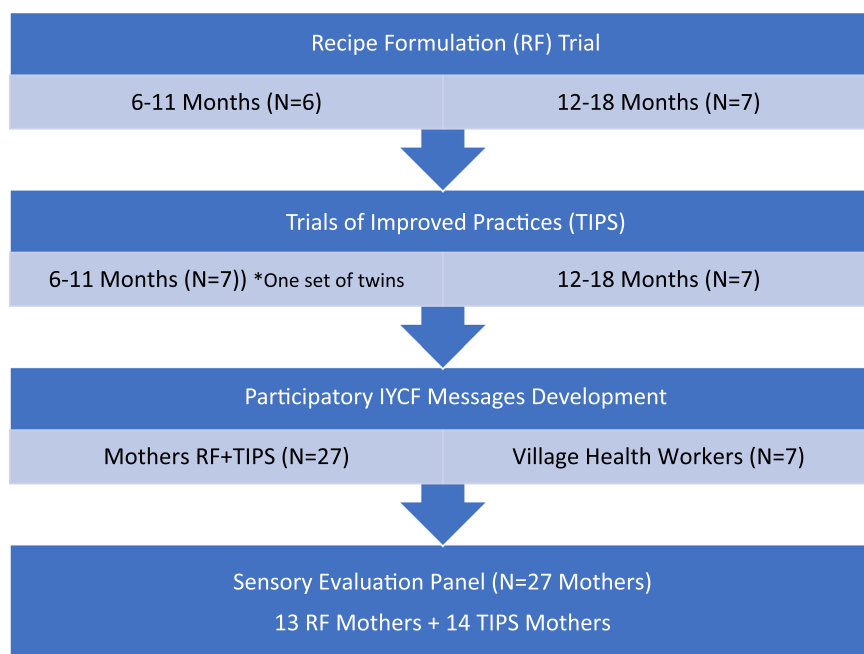 Recipe Formulation (RF) Trial
6-11 Months (N=6)
12-18 Months (N=7)
Trials of Improved Practices (TIPS)
6-11 Months (N=7)) *One set of twins
12-18 Months (N=7)
Participatory IYCF Messages Development
Mothers RF+TIPS (N=27)
Village Health Workers (N=7)
Sensory Evaluation Panel (N=27 Mothers)
13 RF Mothers + 14 TIPS Mothers